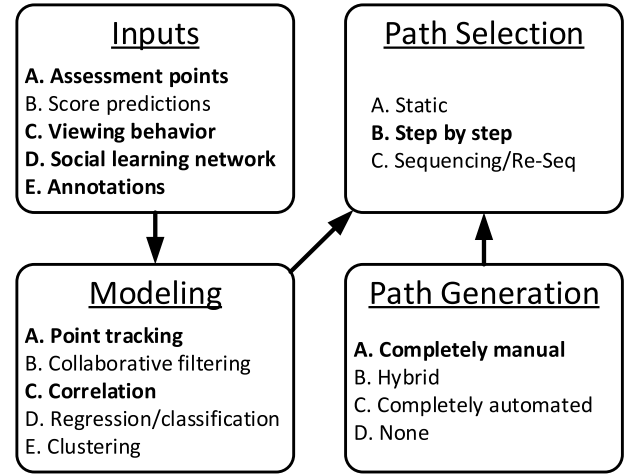 Inputs
A. Assessment points
B. Score predictions
C. Viewing behavior
D. Social learning network
E. Annotations
Path Selection
A. Static
B. Step by step
C. Sequencing/Re-Seq
Modeling
A. Point tracking
B. Collaborative filtering
C. Correlation
D. Regression/classification
E. Clustering
Path Generation
A. Completely manual
B. Hybrid
C. Completely automated
D. None